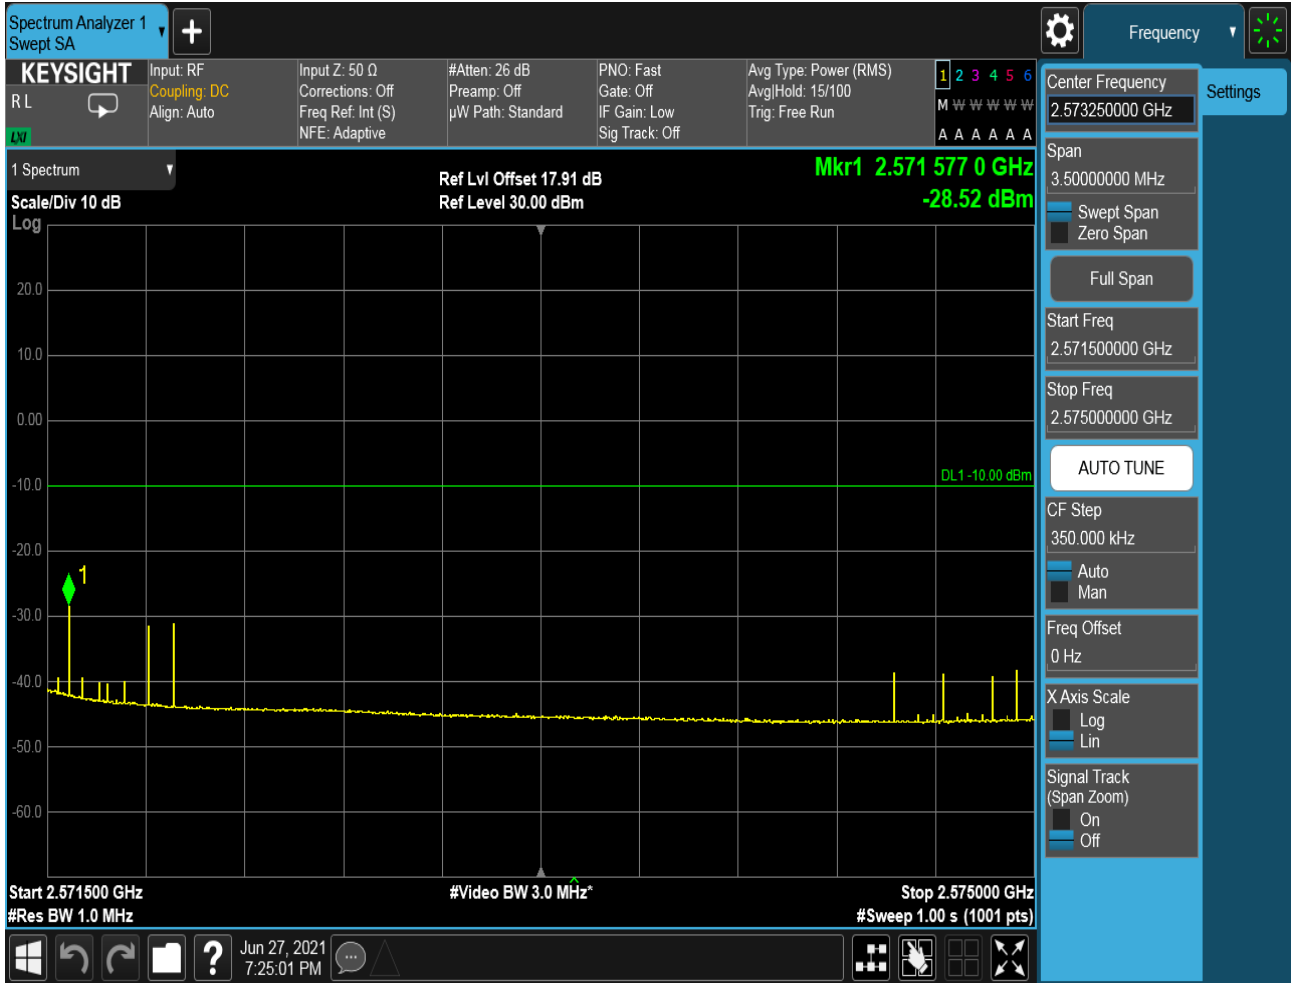 Spectrum Analyzer 1
Swept SA
+
Frequency
KEYSIGHT
R L
LXI
Input: RF
Coupling: DC
Align: Auto
Input Z: 50 Ω
Corrections: Off
Freq Ref: Int (S)
NFE: Adaptive
#Atten: 26 dB
Preamp: Off
µW Path: Standard
PNO: Fast
Gate: Off
IF Gain: Low
Sig Track: Off
Avg Type: Power (RMS)
Avg|Hold: 15/100
Trig: Free Run
1 2 3 4 5 6
M W W W W W
A A A A A A
1 Spectrum
Scale/Div 10 dB
Log
Ref Lvl Offset 17.91 dB
Ref Level 30.00 dBm
Mkr1 2.571 577 0 GHz
-28.52 dBm
20.0
10.0
0.00
DL1 -10.00 dBm
-10.0
-20.0
1
-30.0
-40.0
-50.0
-60.0
Start 2.571500 GHz
#Video BW 3.0 MHz*
Stop 2.575000 GHz
#Res BW 1.0 MHz
#Sweep 1.00 s (1001 pts)
Jun 27, 2021
7:25:01 PM
?
Center Frequency
2.573250000 GHz
Settings
Span
3.50000000 MHz
Swept Span
Zero Span
Full Span
Start Freq
2.571500000 GHz
Stop Freq
2.575000000 GHz
AUTO TUNE
CF Step
350.000 kHz
Auto
Man
Freq Offset
0 Hz
X Axis Scale
Log
Lin
Signal Track
(Span Zoom)
On
Off